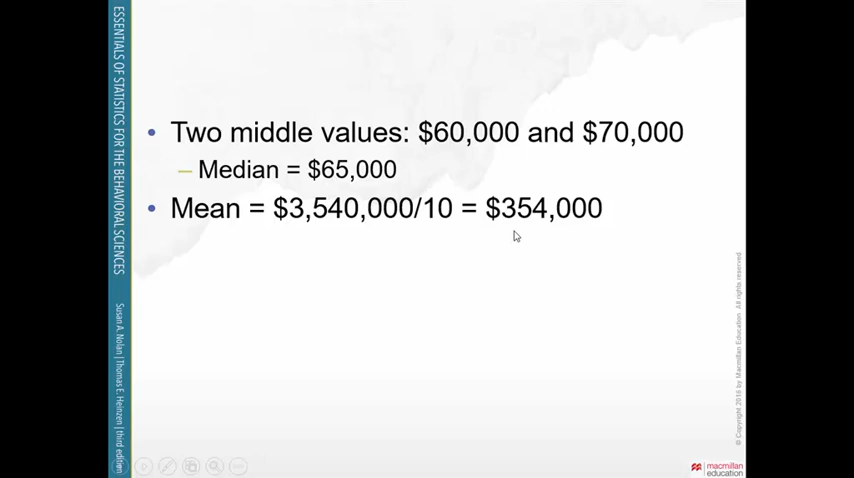 ESSENTIALS OF STATISTICS FOR THE BEHAVIORAL SCIENCES
Susan A. Nolan | Thomas E. Heinzen | third edition
• Two middle values: $60,000 and $70,000
– Median = $65,000
• Mean = $3,540,000/10 = $354,000
© Copyright 2016 by Macmillan Education. All rights reserved
macmillan
education